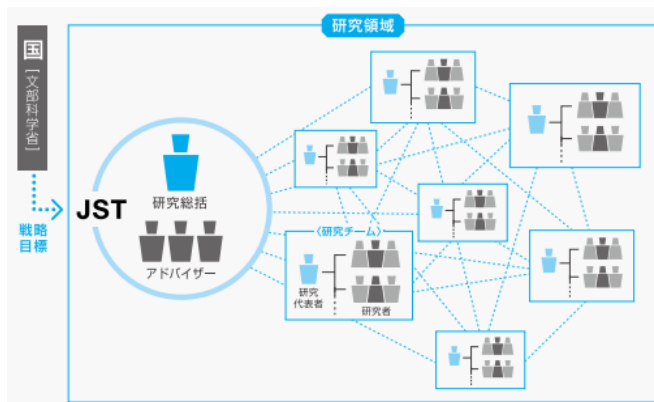 国[文部科学省]
戦略
目標
研究領域
JST
研究総括
アドバイザー
〈研究チーム〉
研究
代表者
研究者